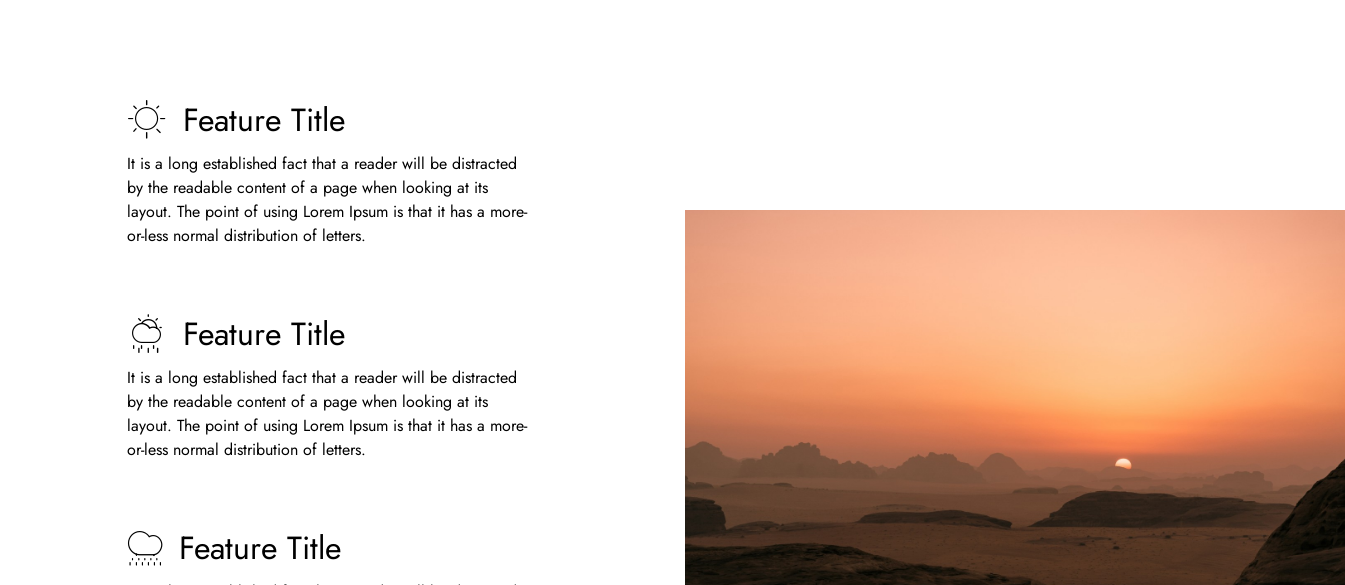 Feature Title
It is a long established fact that a reader will be distracted
by the readable content of a page when looking at its
layout. The point of using Lorem Ipsum is that it has a more-
or-less normal distribution of letters.
Feature Title
It is a long established fact that a reader will be distracted
by the readable content of a page when looking at its
layout. The point of using Lorem Ipsum is that it has a more-
or-less normal distribution of letters.
Feature Title